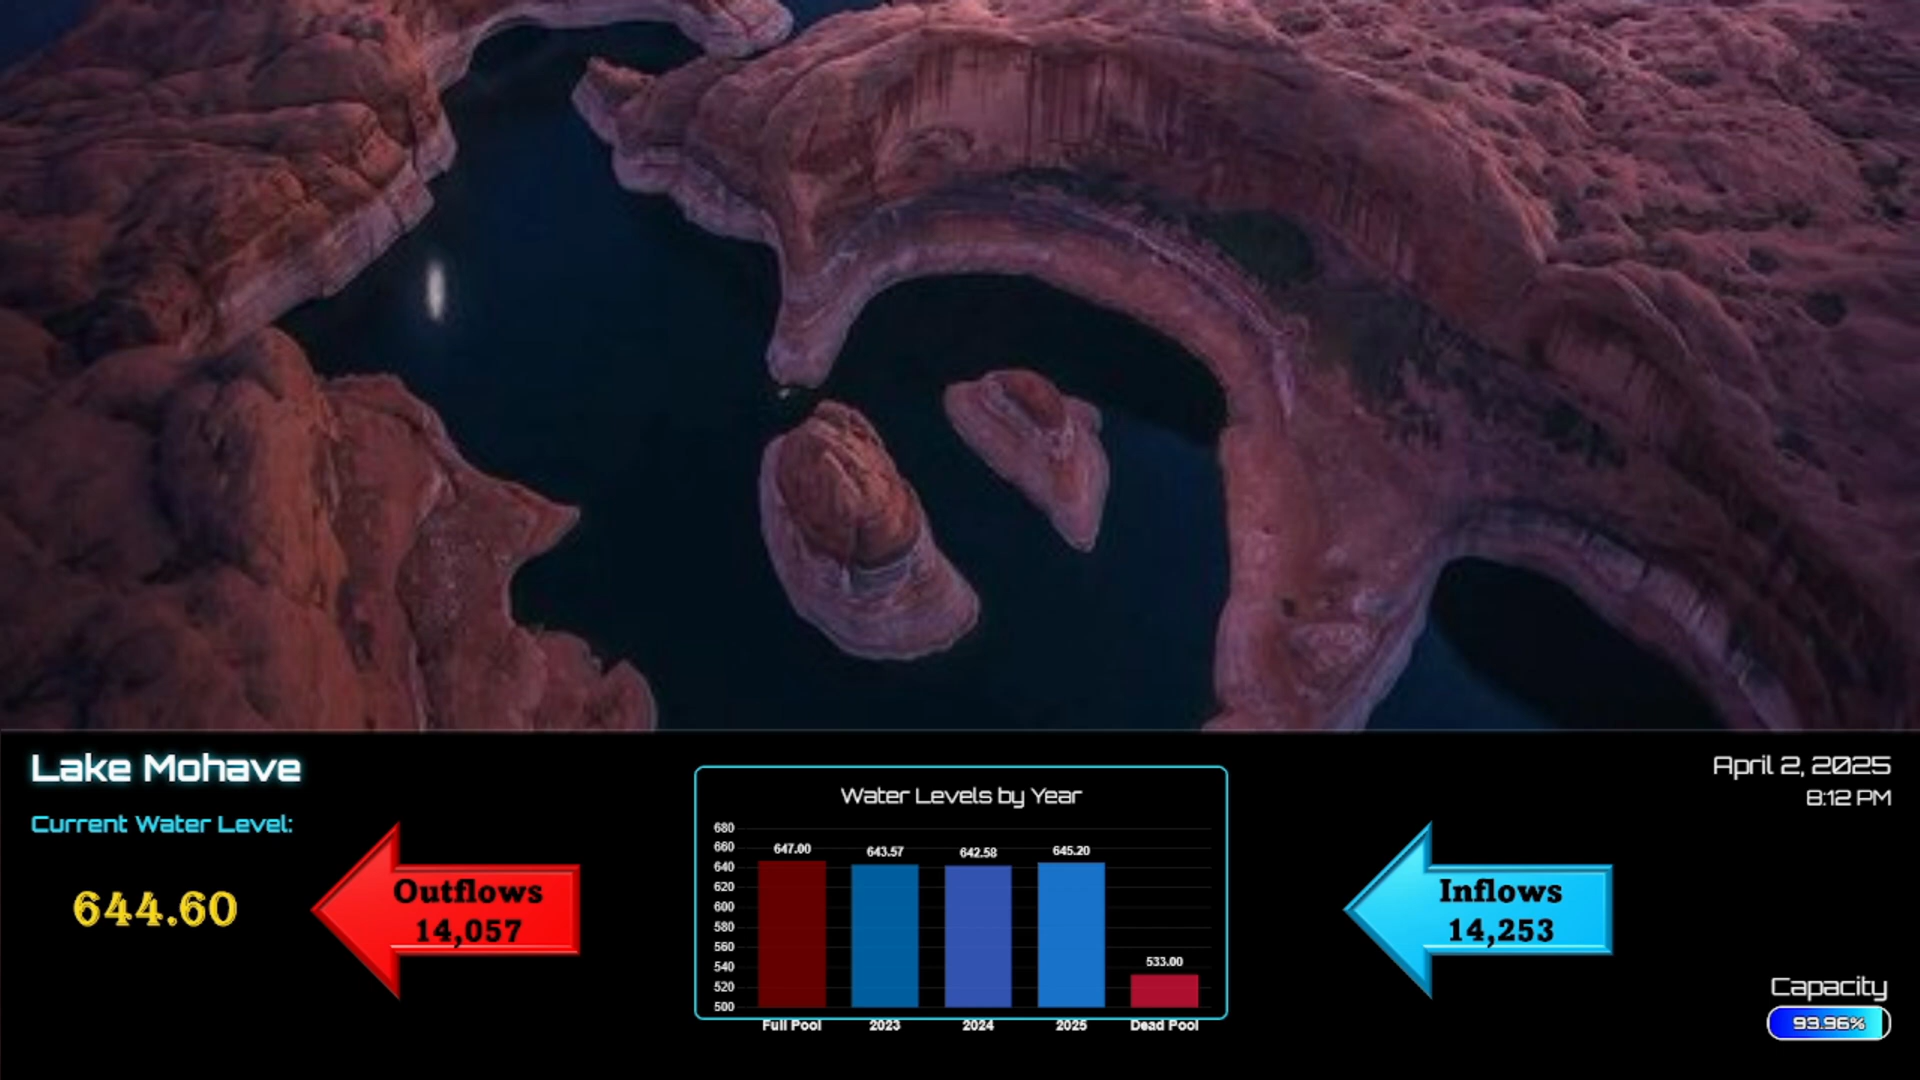 Lake Mohave
Current Water Level:
644.60
Outflows
14,057
Water Levels by Year
680
660
640
620
600
580
560
540
520
500
647.00
643.57
642.58
645.20
533.00
Full Pool
2023
2024
2025
Dead Pool
Inflows
14,253
April 2, 2025
8:12 PM
Capacity
93.96%